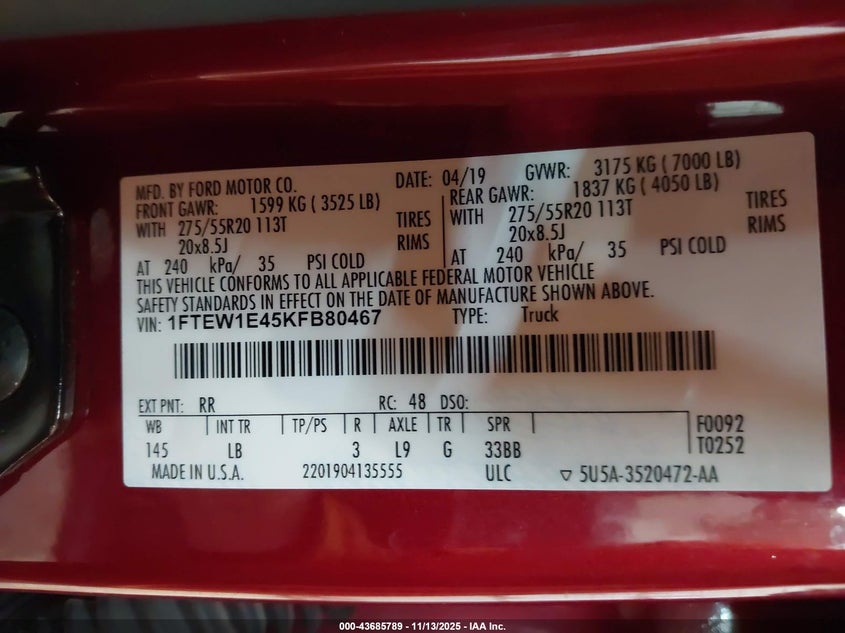 MFD. BY FORD MOTOR CO. DATE: 04/19 GVWR: 3175 KG ( 7000 LB)
FRONT GAWR: 1599 KG ( 3525 LB) REAR GAWR: 1837 KG ( 4050 LB)
WITH 275/55R20 113T TIRES WITH 275/55R20 113T TIRES
20x8.5J RIMS 20x8.5J RIMS
AT 240 kPa/ 35 PSI COLD AT 240 kPa/ 35 PSI COLD
THIS VEHICLE CONFORMS TO ALL APPLICABLE FEDERAL MOTOR VEHICLE
SAFETY STANDARDS IN EFFECT ON THE DATE OF MANUFACTURE SHOWN ABOVE.
VIN: 1FTEW1E45KFB80467 TYPE: Truck
EXT PNT: RR RC: 48 DSO:
WB INT TR TP/PS R AXLE TR SPR F0092
145 LB 3 L9 G 33BB T0252
MADE IN U.S.A. 2201904135555 ULC ▽ 5U5A-3520472-AA
000-43685789 - 11/13/2025 - IAA Inc.